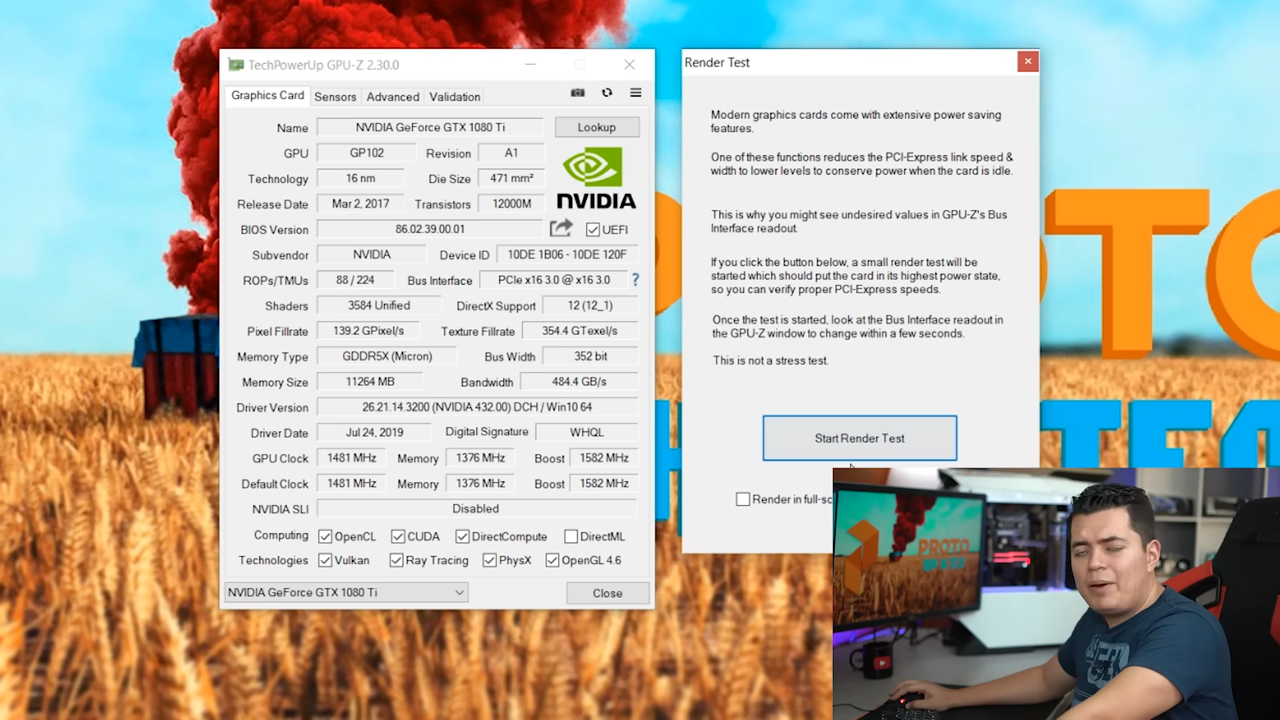 TechPowerUp GPU-Z 2.30.0
Graphics Card Sensors Advanced Validation
Name NVIDIA GeForce GTX 1080 Ti Lookup
GPU GP102 Revision A1
Technology 16 nm Die Size 471 mm²
NVIDIA
Release Date Mar 2, 2017 Transistors 12000M
BIOS Version 86.02.39.00.01 UEFI
Subvendor NVIDIA Device ID 10DE 1B06 - 10DE 120F
ROPs/TMUs 88 / 224 Bus Interface PCIe x16 3.0 @ x16 3.0 ?
Shaders 3584 Unified DirectX Support 12 (12_1)
Pixel Fillrate 139.2 GPixel/s Texture Fillrate 354.4 GTexel/s
Memory Type GDDR5X (Micron) Bus Width 352 bit
Memory Size 11264 MB Bandwidth 484.4 GB/s
Driver Version 26.21.14.3200 (NVIDIA 432.00) DCH / Win10 64
Driver Date Jul 24, 2019 Digital Signature WHQL
GPU Clock 1481 MHz Memory 1376 MHz Boost 1582 MHz
Default Clock 1481 MHz Memory 1376 MHz Boost 1582 MHz
NVIDIA SLI Disabled
Computing OpenCL CUDA DirectCompute DirectML
Technologies Vulkan Ray Tracing PhysX OpenGL 4.6
NVIDIA GeForce GTX 1080 Ti Close
Render Test
Modern graphics cards come with extensive power saving
features.
One of these functions reduces the PCI-Express link speed &
width to lower levels to conserve power when the card is idle.
This is why you might see undesired values in GPU-Z's Bus
Interface readout.
If you click the button below, a small render test will be
started which should put the card in its highest power state,
so you can verify proper PCI-Express speeds.
Once the test is started, look at the Bus Interface readout in
the GPU-Z window to change within a few seconds.
This is not a stress test.
Start Render Test
Render in full-sc
PROTO
PROTO